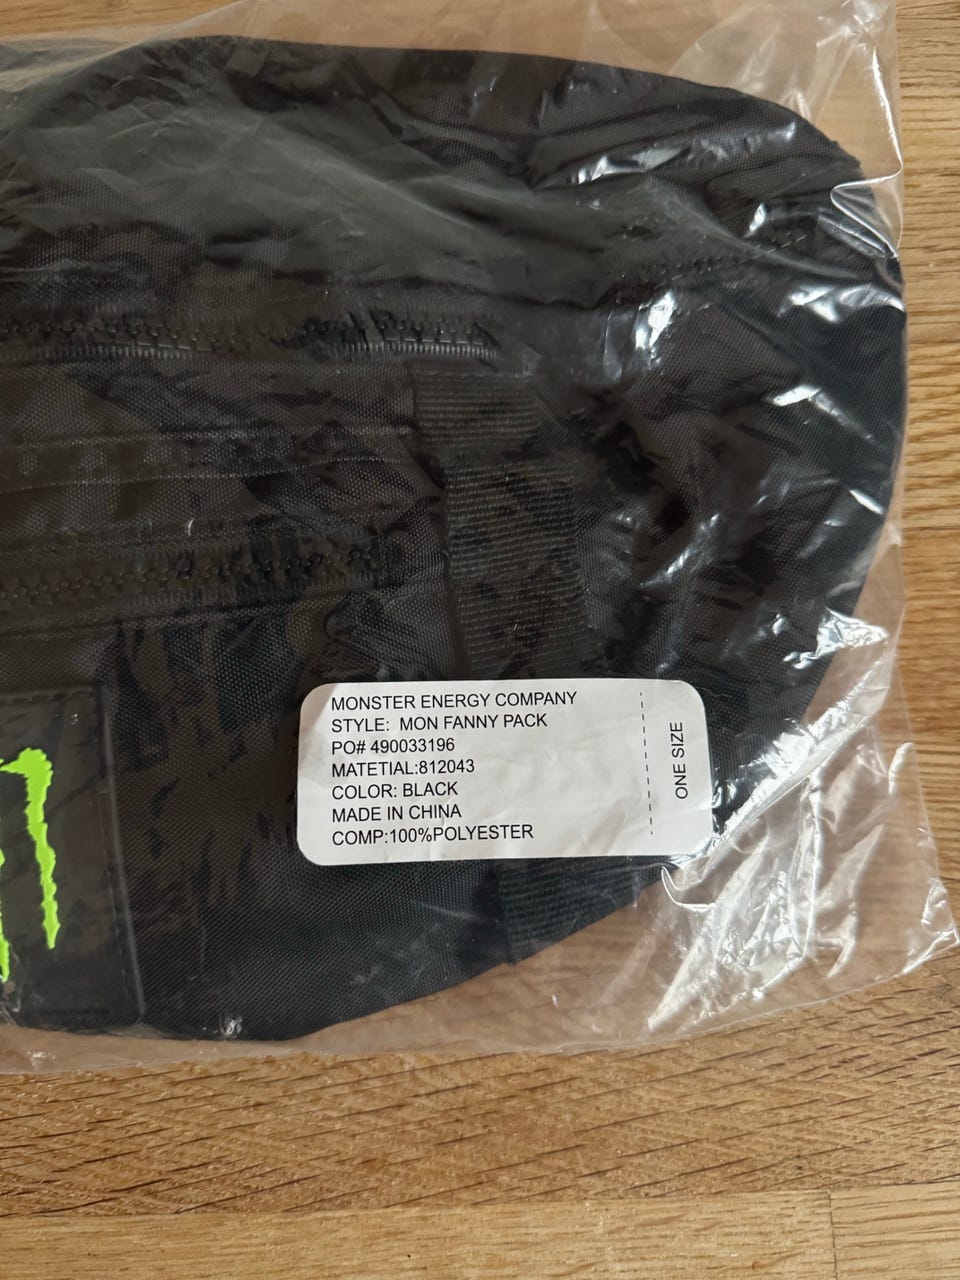 MONSTER ENERGY COMPANY
STYLE: MON FANNY PACK
PO# 490033196
MATETIAL:812043
COLOR: BLACK
MADE IN CHINA
COMP:100%POLYESTER
ONE SIZE